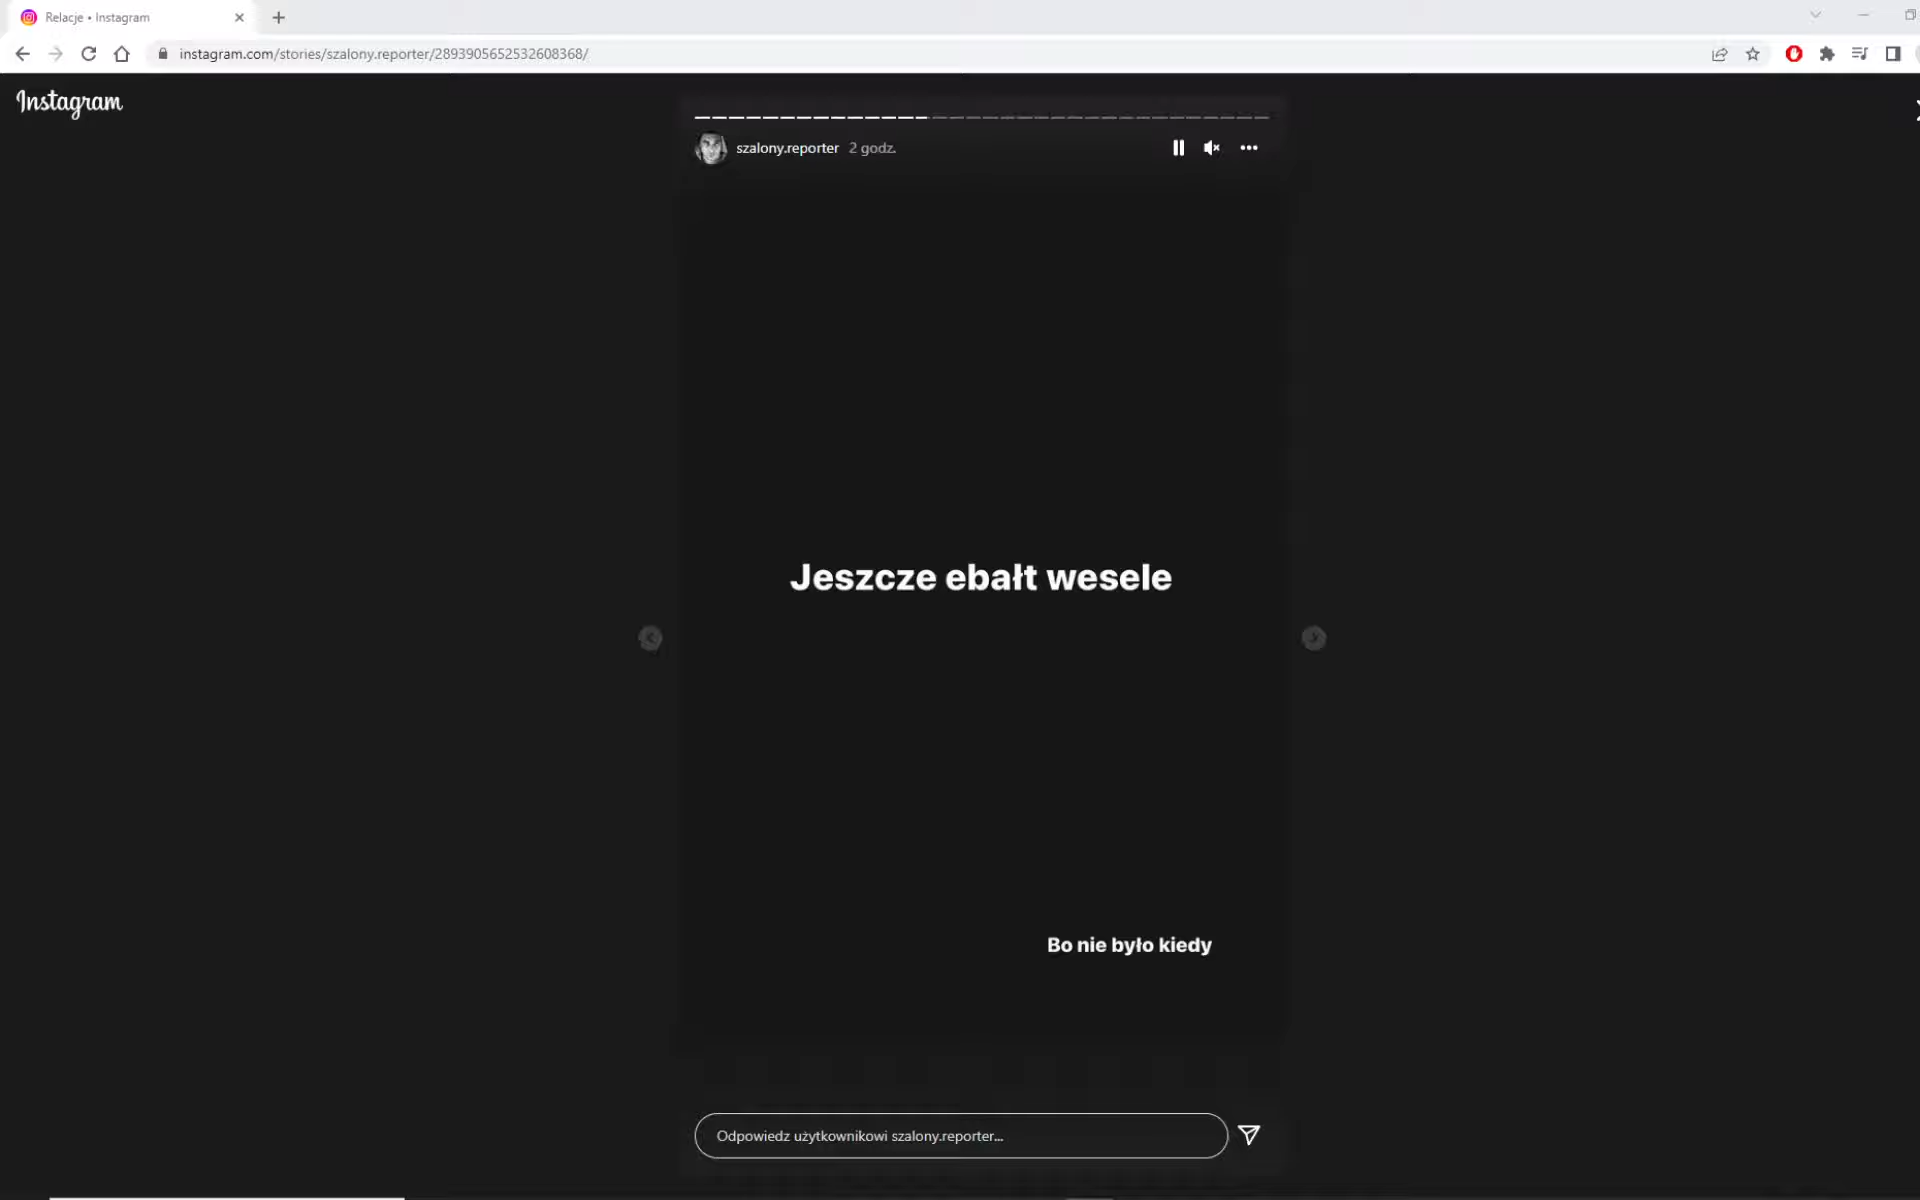 Relacje • Instagram
instagram.com/stories/szalony.reporter/2893905652532608368/
Instagram
szalony.reporter 2 godz.
Jeszcze ebałt wesele
Bo nie było kiedy
Odpowiedz użytkownikowi szalony.reporter...